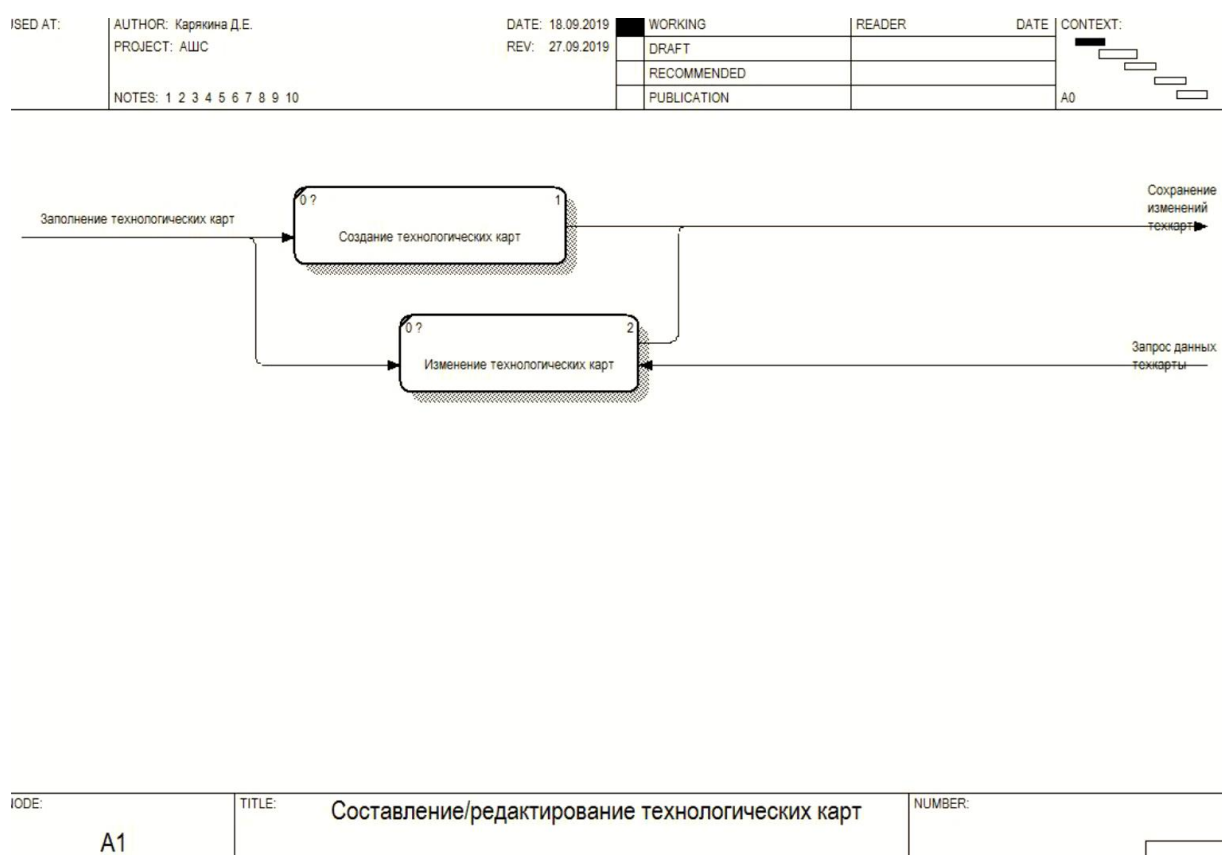 USED AT:
AUTHOR: Карякина Д.Е.
DATE: 18.09.2019
WORKING
READER
DATE
CONTEXT:
PROJECT: АШС
REV: 27.09.2019
DRAFT
RECOMMENDED
NOTES: 1 2 3 4 5 6 7 8 9 10
PUBLICATION
A0
Заполнение технологических карт
0 ?
1
Создание технологических карт
Сохранение
изменений
техкарт
0 ?
2
Изменение технологических карт
Запрос данных
техкарты
NODE:
A1
TITLE:
Составление/редактирование технологических карт
NUMBER: